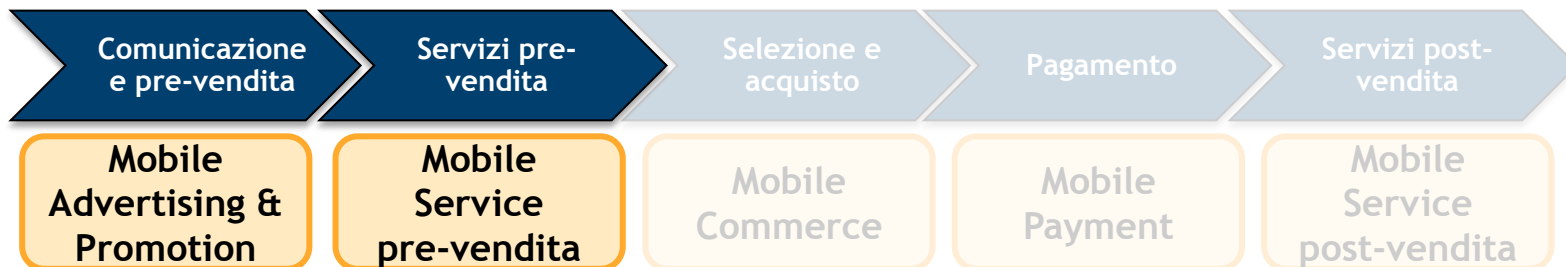 Comunicazione
e pre-vendita
Servizi pre-
vendita
Selezione e
acquisto
Pagamento
Servizi post-
vendita
Mobile
Advertising &
Promotion
Mobile
Service
pre-vendita
Mobile
Commerce
Mobile
Payment
Mobile
Service
post-vendita